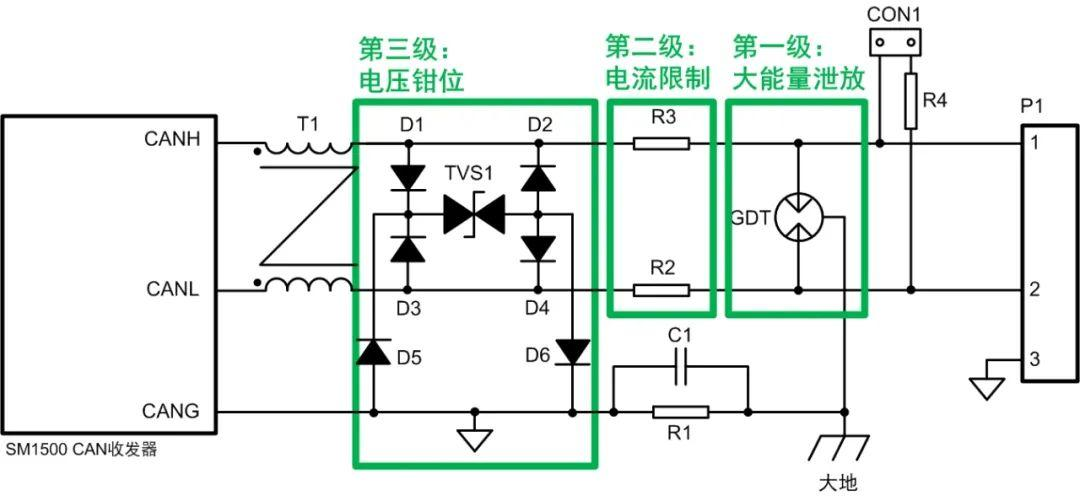 CON1
第三级：
电压钳位
第二级：
电流限制
第一级：
大能量泄放
R4
P1
T1
D1
D2
R3
CANH
1
TVS1
GDT
CANL
R2
2
D3
D4
C1
D5
D6
3
CANG
R1
SM1500 CAN收发器
大地